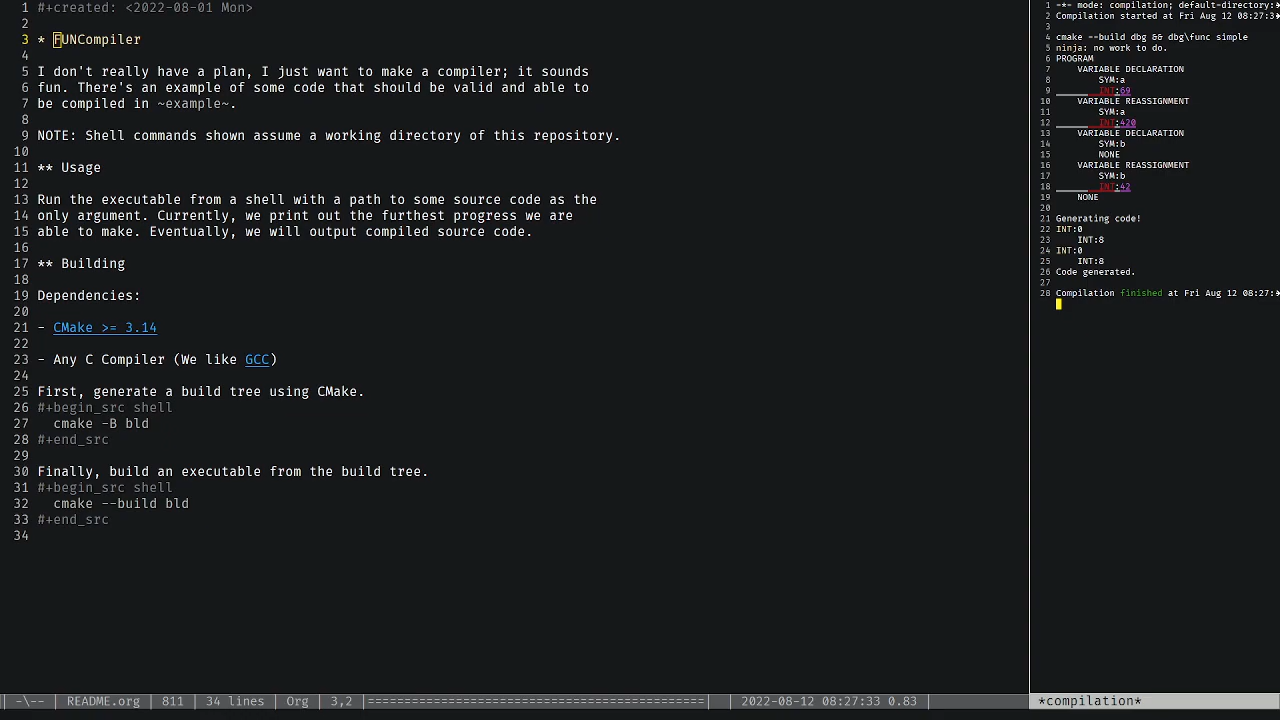 1 #+created: <2022-08-01 Mon>
2
3 * FUNCompiler
4
5 I don't really have a plan, I just want to make a compiler; it sounds
6 fun. There's an example of some code that should be valid and able to
7 be compiled in ~example~.
8
9 NOTE: Shell commands shown assume a working directory of this repository.
10
11 ** Usage
12
13 Run the executable from a shell with a path to some source code as the
14 only argument. Currently, we print out the furthest progress we are
15 able to make. Eventually, we will output compiled source code.
16
17 ** Building
18
19 Dependencies:
20
21 - CMake >= 3.14
22
23 - Any C Compiler (We like GCC)
24
25 First, generate a build tree using CMake.
26 #+begin_src shell
27 cmake -B bld
28 #+end_src
29
30 Finally, build an executable from the build tree.
31 #+begin_src shell
32 cmake --build bld
33 #+end_src
34
-\-- README.org 811 34 lines Org 3,2 2022-08-12 08:27:33 0.83
1 -*- mode: compilation; default-directory:
2 Compilation started at Fri Aug 12 08:27:3
3
4 cmake --build dbg && dbg\func simple
5 ninja: no work to do.
6 PROGRAM
7 VARIABLE DECLARATION
8 SYM:a
9 INT:69
10 VARIABLE REASSIGNMENT
11 SYM:a
12 INT:420
13 VARIABLE DECLARATION
14 SYM:b
15 NONE
16 VARIABLE REASSIGNMENT
17 SYM:b
18 INT:42
19 NONE
20
21 Generating code!
22 INT:0
23 INT:8
24 INT:0
25 INT:8
26 Code generated.
27
28 Compilation finished at Fri Aug 12 08:27:
*compilation*